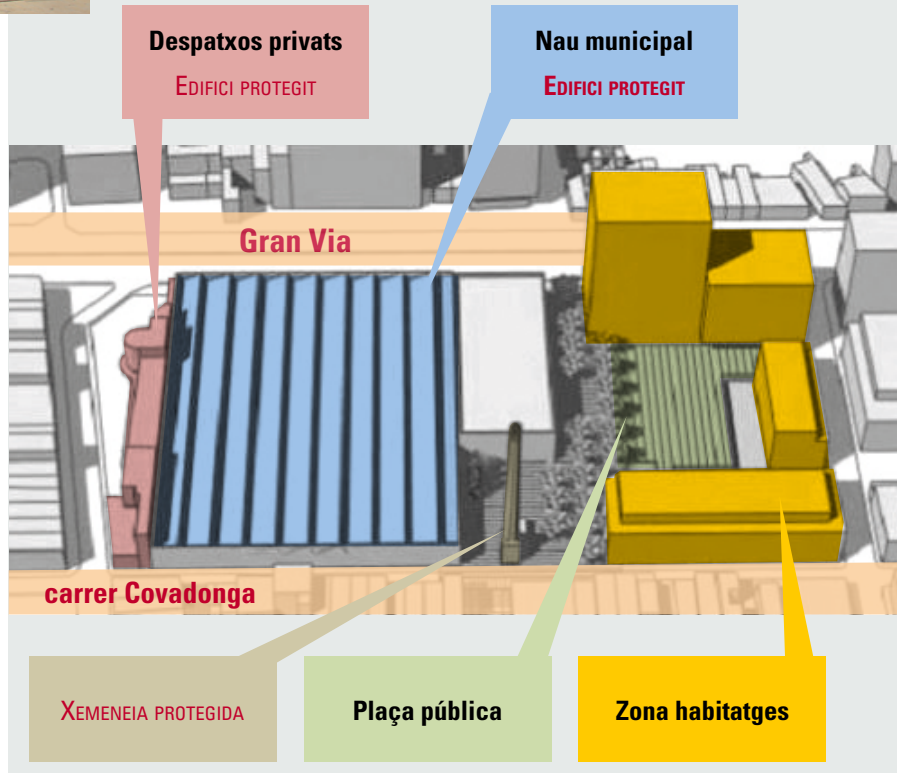 Despatxos privats
EDIFICI PROTEGIT
Nau municipal
EDIFICI PROTEGIT
Gran Via
carrer Covadonga
XEMENEIA PROTEGIDA
Plaça pública
Zona habitatges